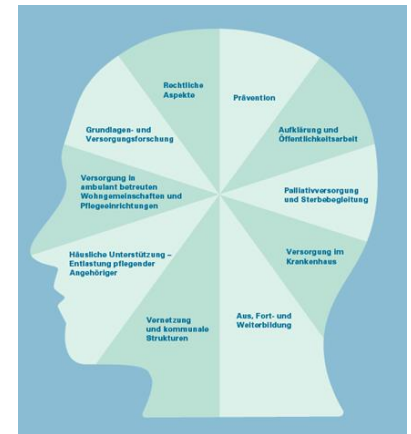 Rechtliche
Aspekte
Prävention
Grundlagen- und
Versorgungsforschung
Aufklärung und
Öffentlichkeitsarbeit
Versorgung in
ambulant betreuten
Wohngemeinschaften und
Pflegeeinrichtungen
Palliativversorgung
und Sterbebegleitung
Häusliche Unterstützung –
Entlastung pflegender
Angehöriger
Versorgung im
Krankenhaus
Vernetzung
und kommunale
Strukturen
Aus, Fort- und
Weiterbildung